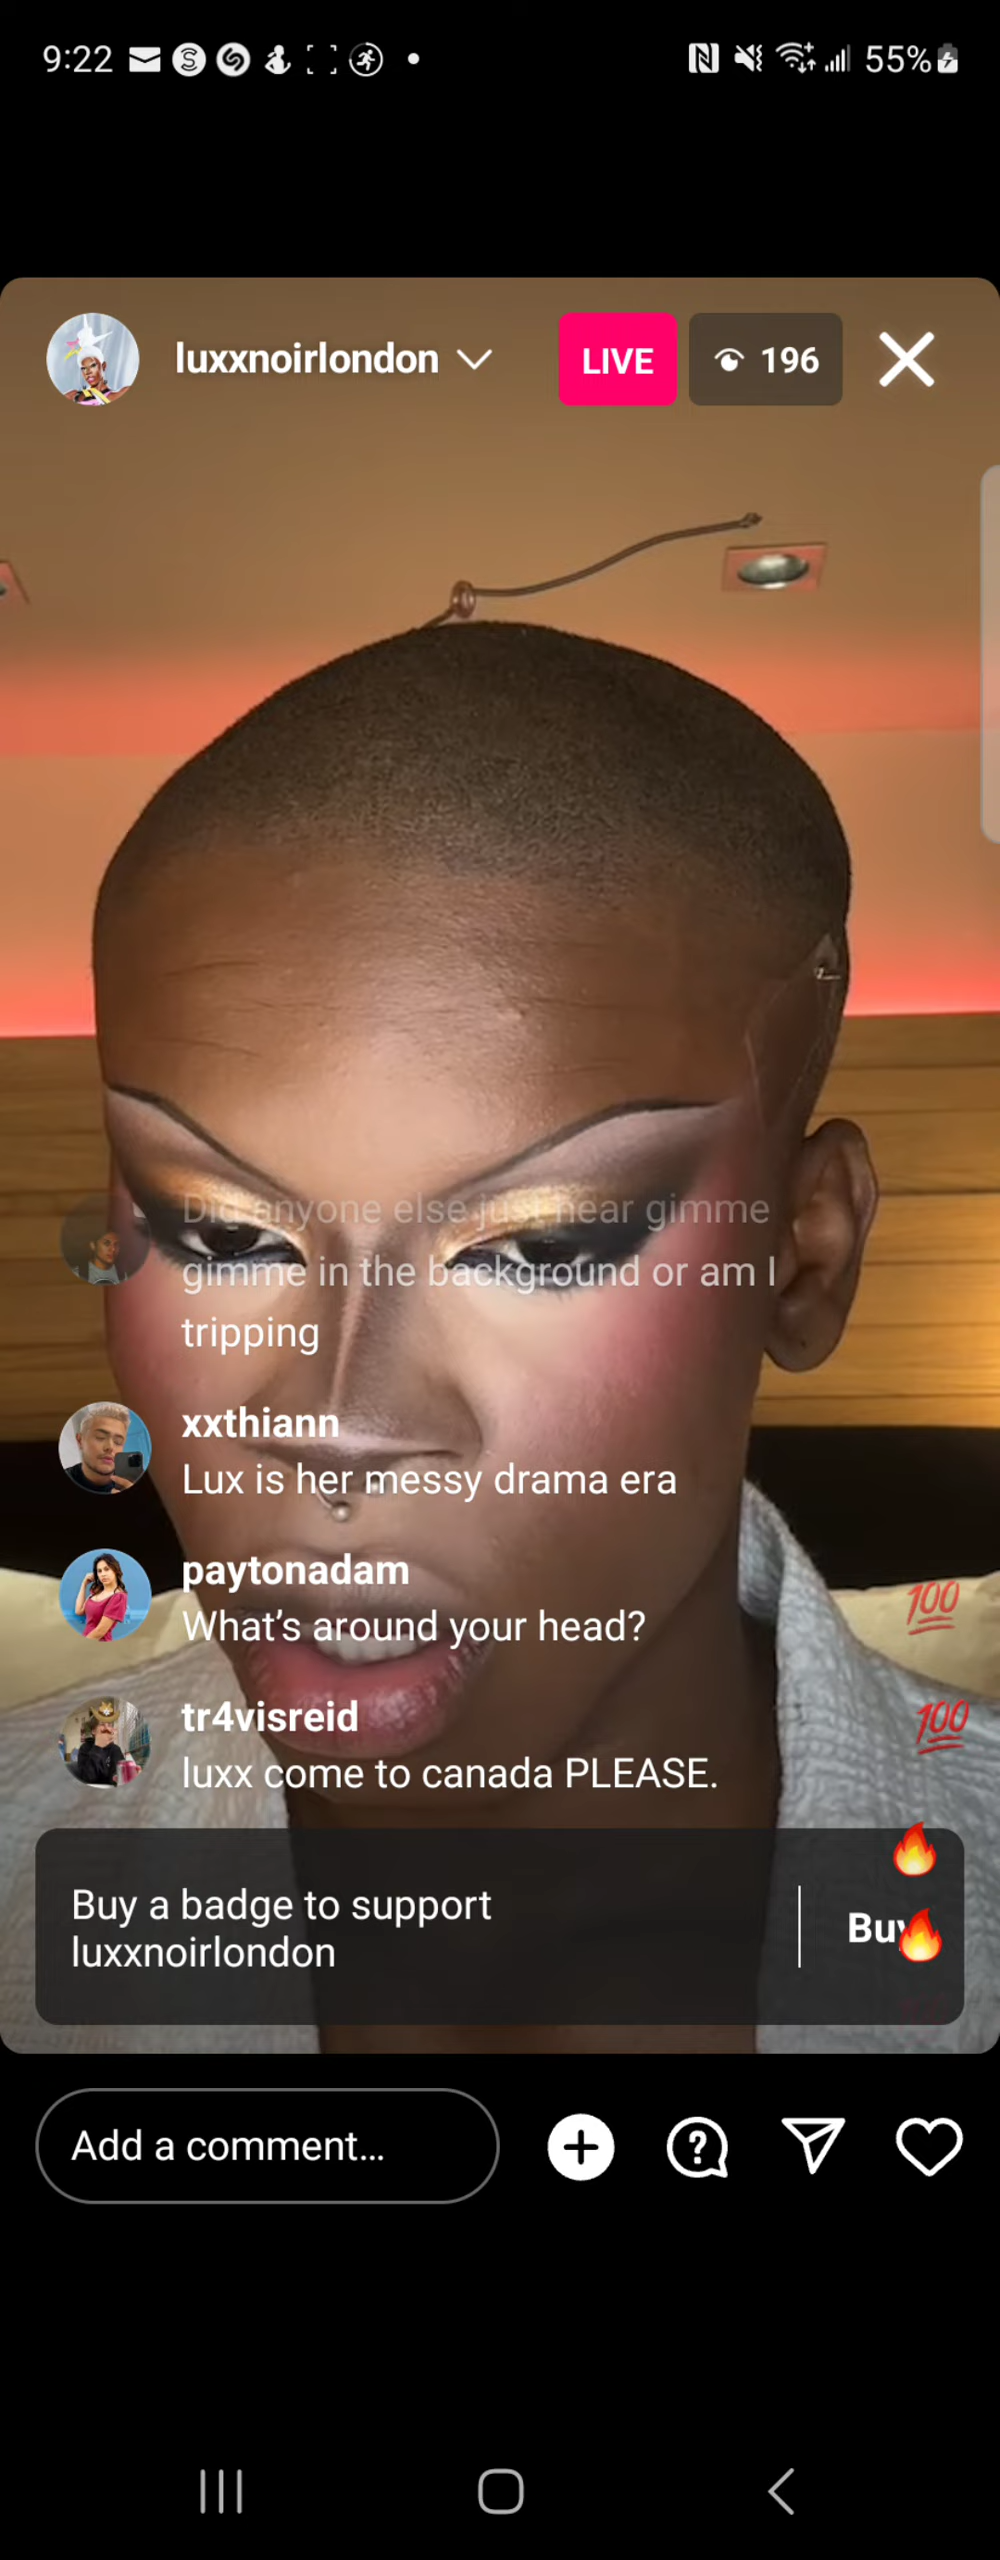 9:22
55%
luxxnoirlondon
LIVE
196
Did anyone else just hear gimme
gimme in the background or am I
tripping
xxthiann
Lux is her messy drama era
paytonadam
What's around your head?
💯
tr4visreid
luxx come to canada PLEASE.
💯
🔥
Buy a badge to support
luxxnoirlondon
Buy
🔥
Add a comment...